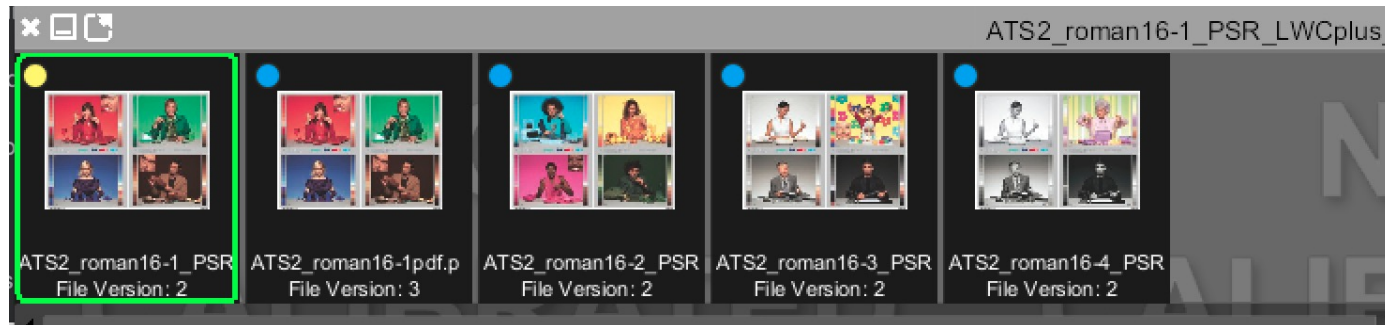 ATS2_roman16-1_PSR_LWCplus_
ATS2_roman16-1_PSR
File Version: 2
ATS2_roman16-1pdf.p
File Version: 3
ATS2_roman16-2_PSR
File Version: 2
ATS2_roman16-3_PSR
File Version: 2
ATS2_roman16-4_PSR
File Version: 2